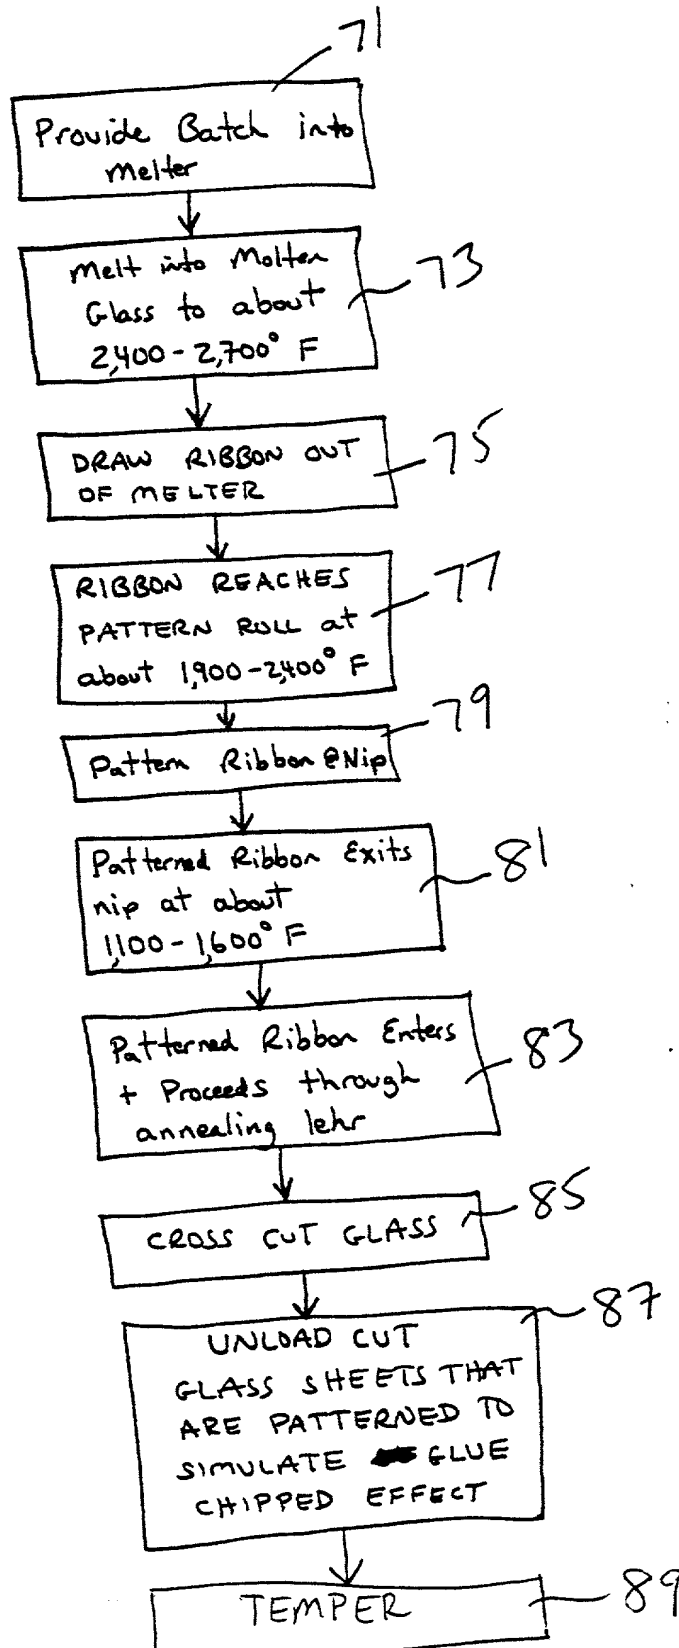 71
Provide Batch into
Melter
Melt into Molten
Glass to about
2,400-2,700° F
73
DRAW RIBBON OUT
OF MELTER
75
RIBBON REACHES
PATTERN ROLL at
about 1,900-2,400° F
77
79
Pattern Ribbon @Nip
Patterned Ribbon Exits
nip at about
1,100-1,600° F
81
Patterned Ribbon Enters
+ Proceeds through
annealing lehr
83
CROSS CUT GLASS
85
87
UNLOAD CUT
GLASS SHEETS THAT
ARE PATTERNED TO
SIMULATE GLUE
CHIPPED EFFECT
TEMPER
89